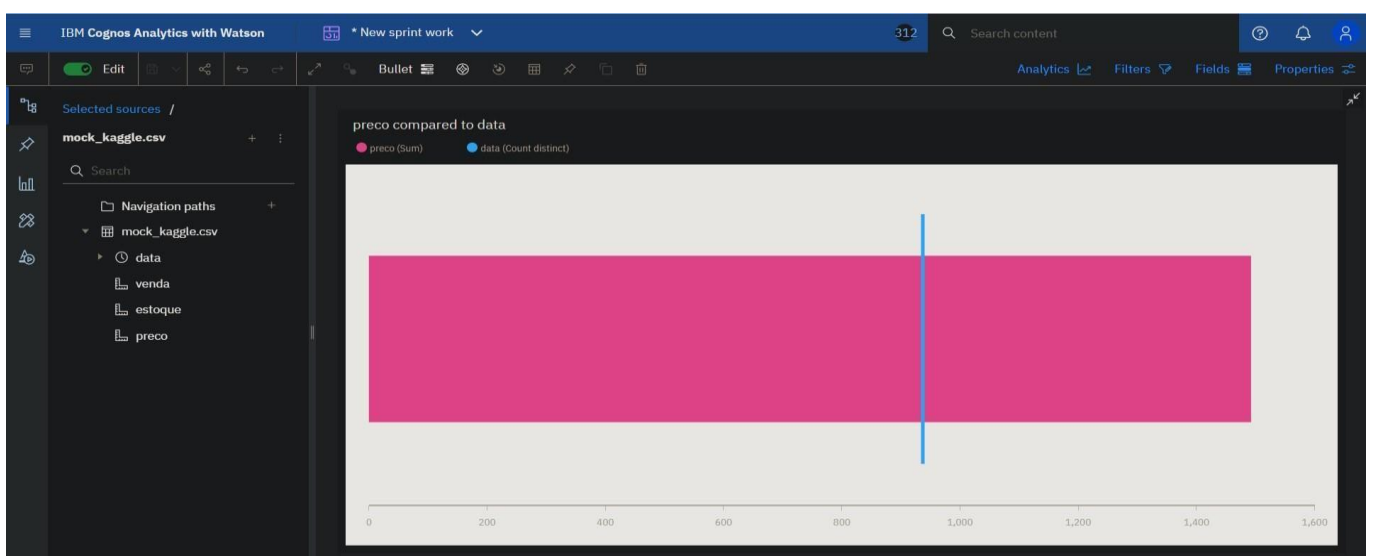 IBM Cognos Analytics with Watson
* New sprint work
312
Search content
Edit
Bullet
Analytics
Filters
Fields
Properties
Selected sources /
mock_kaggle.csv
Search
Navigation paths
mock_kaggle.csv
data
venda
estoque
preco
preco compared to data
preco (Sum)
data (Count distinct)
0 200 400 600 800 1,000 1,200 1,400 1,600